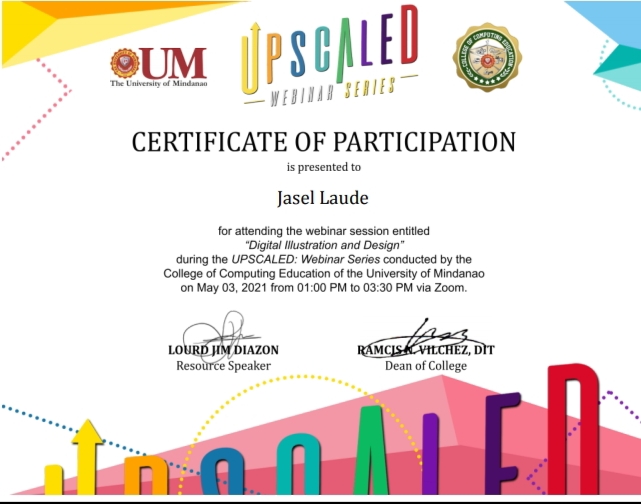 UM
The University of Mindanao
UPSCALED
WEBINAR SERIES
COLLEGE OF COMPUTING EDUCATION
CERTIFICATE OF PARTICIPATION
is presented to
Jasel Laude
for attending the webinar session entitled
“Digital Illustration and Design”
during the UPSCALED: Webinar Series conducted by the
College of Computing Education of the University of Mindanao
on May 03, 2021 from 01:00 PM to 03:30 PM via Zoom.
LOURD JIM DIAZON
Resource Speaker
RAMCIS N. VILCHEZ, DIT
Dean of College
UPSCALED